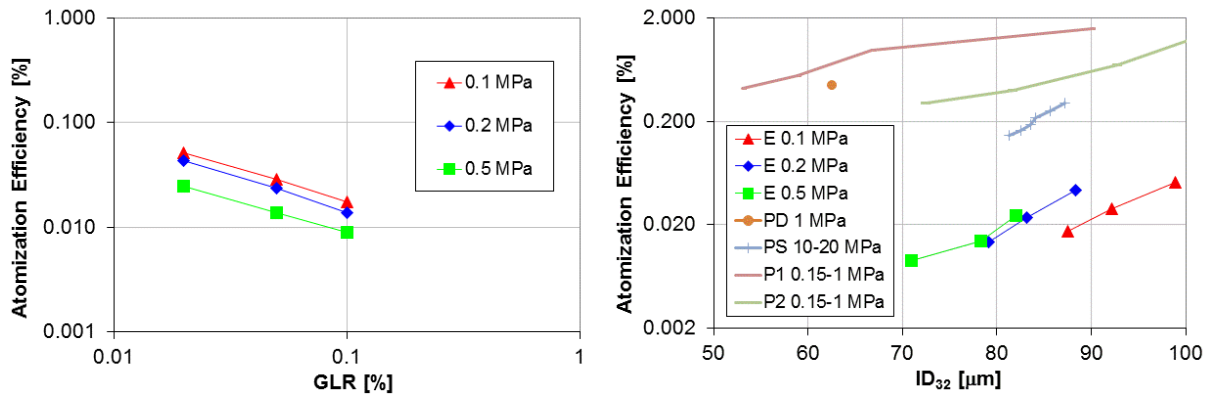 Atomization Efficiency [%]
1.000
0.100
0.010
0.001
0.01
0.1
1
GLR [%]
0.1 MPa
0.2 MPa
0.5 MPa
Atomization Efficiency [%]
2.000
0.200
0.020
0.002
50
60
70
80
90
100
ID32 [μm]
E 0.1 MPa
E 0.2 MPa
E 0.5 MPa
PD 1 MPa
PS 10-20 MPa
P1 0.15-1 MPa
P2 0.15-1 MPa